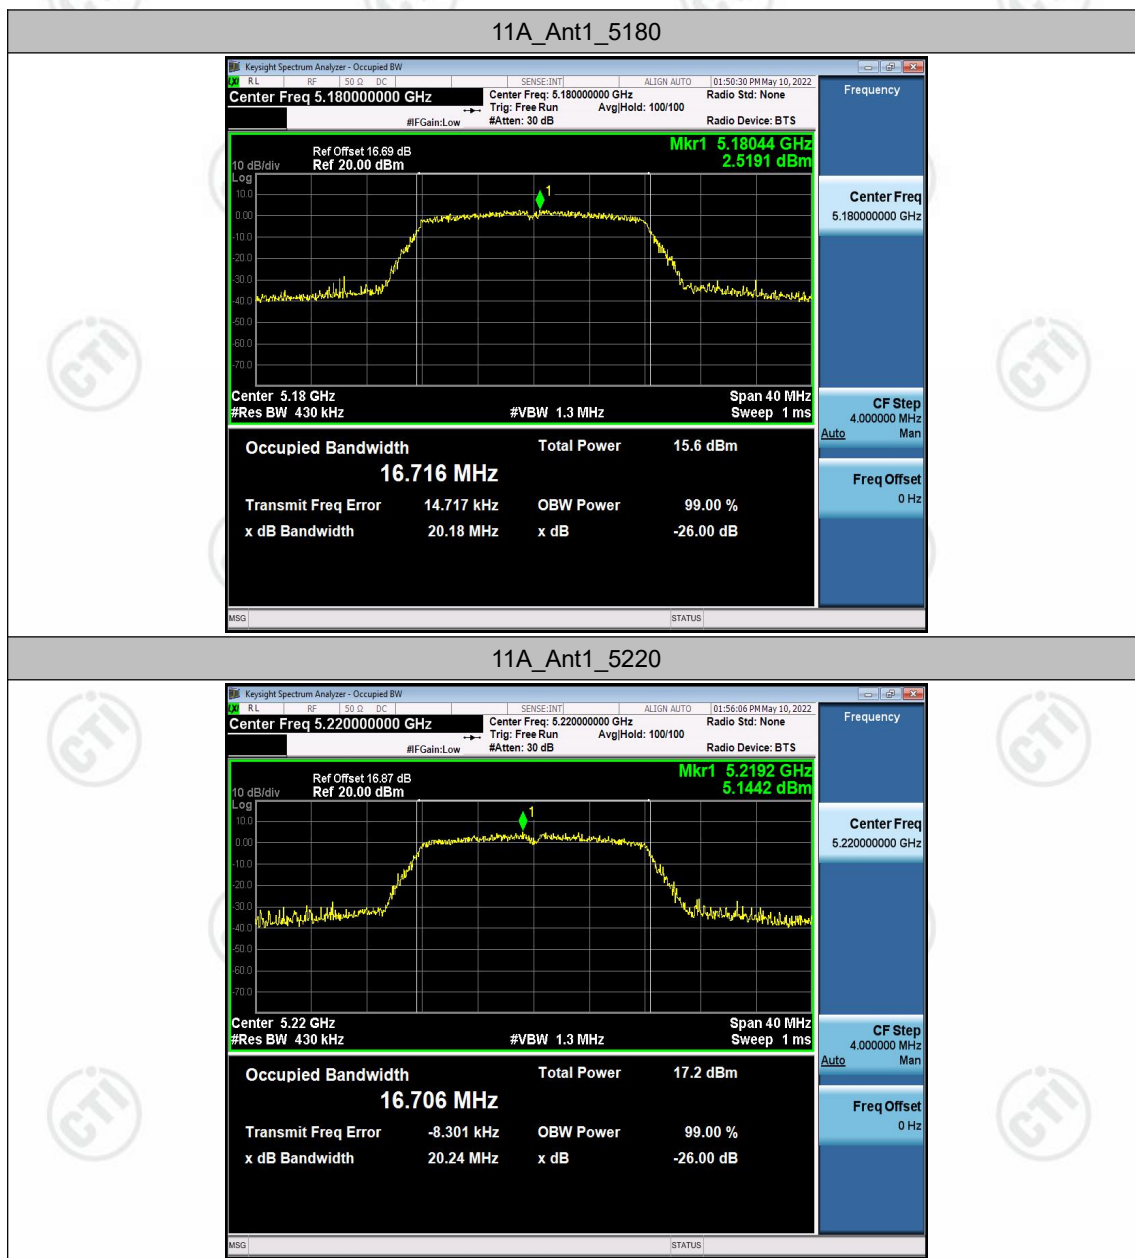 11A_Ant1_5180
Keysight Spectrum Analyzer - Occupied BW
RL RF 50 Ω DC SENSE:INT ALIGN AUTO 01:50:30 PM May 10, 2022
Center Freq 5.180000000 GHz
Center Freq: 5.180000000 GHz
Radio Std: None
Trig: Free Run Avg|Hold: 100/100
#IFGain:Low #Atten: 30 dB Radio Device: BTS
Frequency
Mkr1 5.18044 GHz
2.5191 dBm
Ref Offset 16.69 dB
10 dB/div Ref 20.00 dBm
Log
10.0
0.00
-10.0
-20.0
-30.0
-40.0
-50.0
-60.0
-70.0
1
Center Freq
5.180000000 GHz
Center 5.18 GHz Span 40 MHz
#Res BW 430 kHz #VBW 1.3 MHz Sweep 1 ms
CF Step
4.000000 MHz
Auto Man
Occupied Bandwidth Total Power 15.6 dBm
16.716 MHz
Transmit Freq Error 14.717 kHz OBW Power 99.00 %
x dB Bandwidth 20.18 MHz x dB -26.00 dB
Freq Offset
0 Hz
MSG STATUS
11A_Ant1_5220
Keysight Spectrum Analyzer - Occupied BW
RL RF 50 Ω DC SENSE:INT ALIGN AUTO 01:56:06 PM May 10, 2022
Center Freq 5.220000000 GHz
Center Freq: 5.220000000 GHz
Radio Std: None
Trig: Free Run Avg|Hold: 100/100
#IFGain:Low #Atten: 30 dB Radio Device: BTS
Frequency
Mkr1 5.2192 GHz
5.1442 dBm
Ref Offset 16.87 dB
10 dB/div Ref 20.00 dBm
Log
10.0
0.00
-10.0
-20.0
-30.0
-40.0
-50.0
-60.0
-70.0
1
Center Freq
5.220000000 GHz
Center 5.22 GHz Span 40 MHz
#Res BW 430 kHz #VBW 1.3 MHz Sweep 1 ms
CF Step
4.000000 MHz
Auto Man
Occupied Bandwidth Total Power 17.2 dBm
16.706 MHz
Transmit Freq Error -8.301 kHz OBW Power 99.00 %
x dB Bandwidth 20.24 MHz x dB -26.00 dB
Freq Offset
0 Hz
MSG STATUS
CTI
CTI
CTI
CTI
CTI
CTI